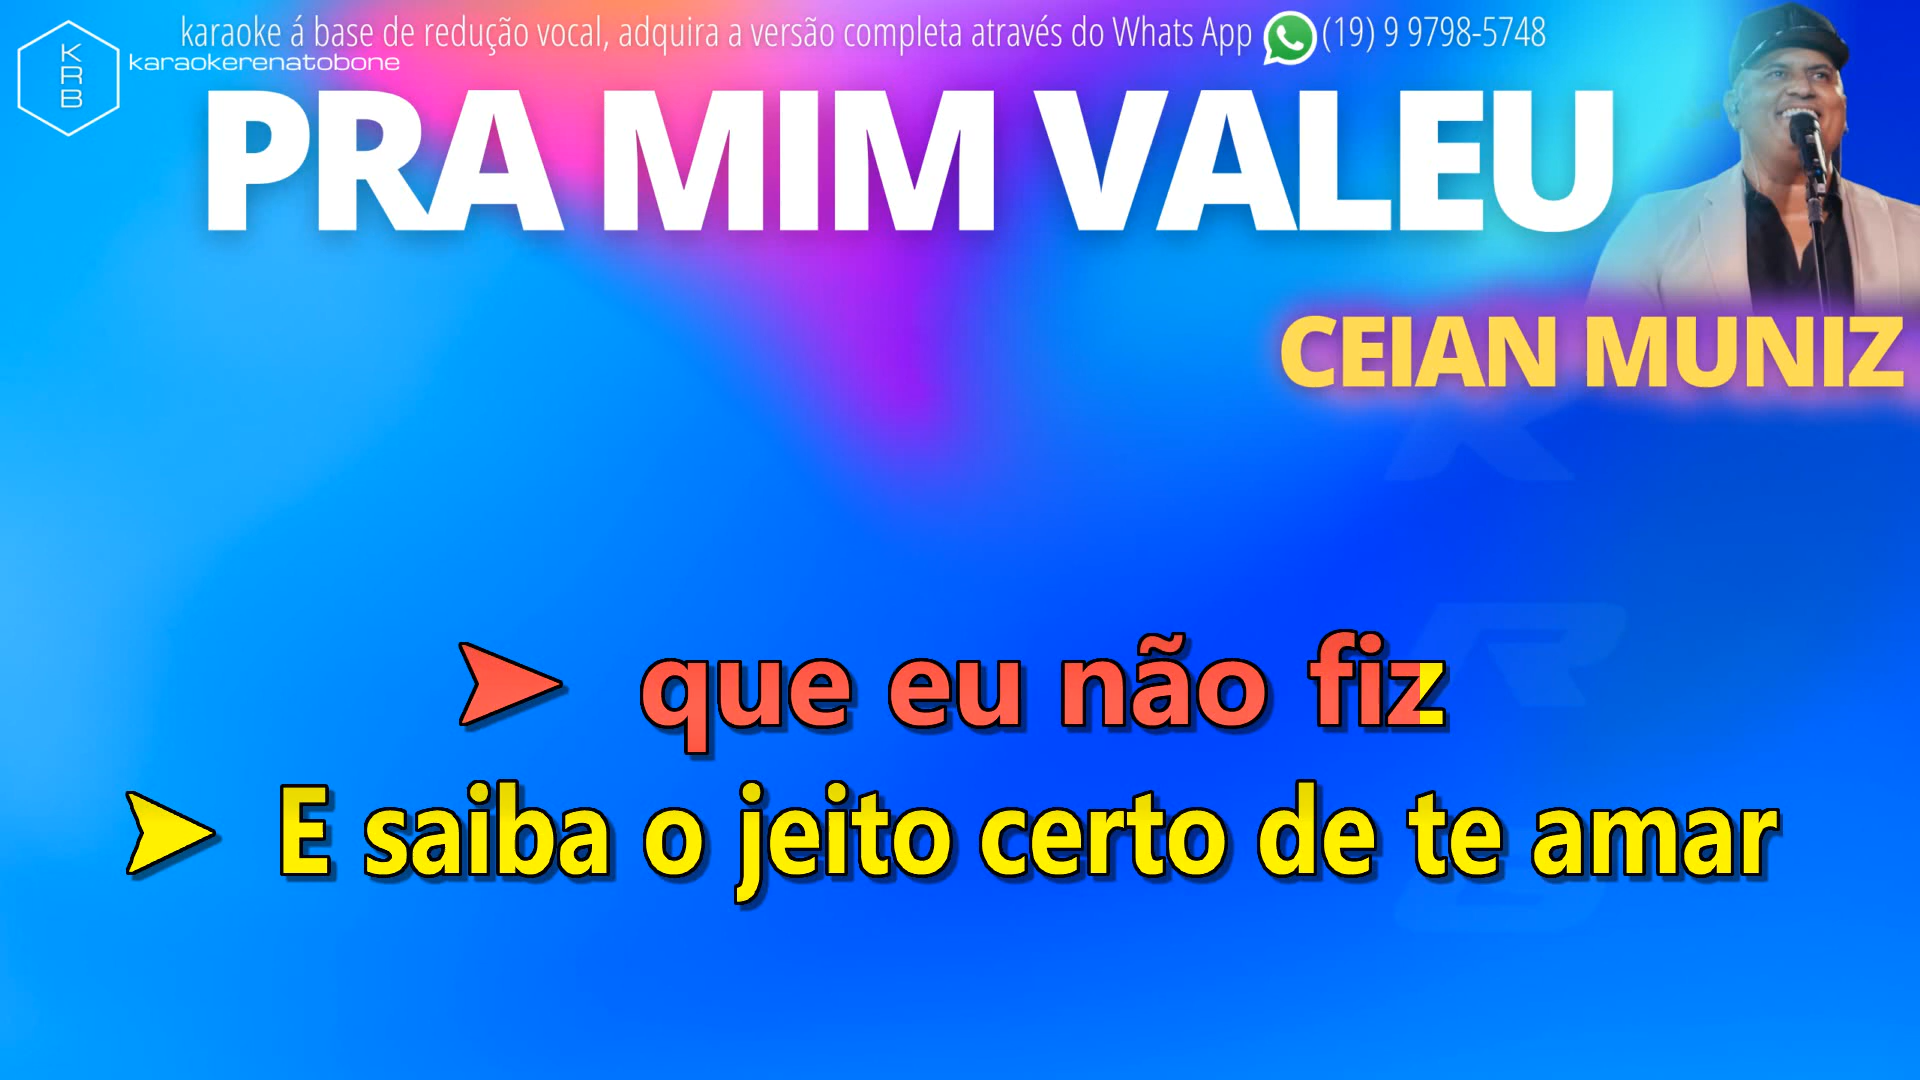 karaoke á base de redução vocal, adquira a versão completa através do Whats App (19) 9 9798-5748
KRB
karaokerenatobone
PRA MIM VALEU
CEIAN MUNIZ
que eu não fiz
E saiba o jeito certo de te amar